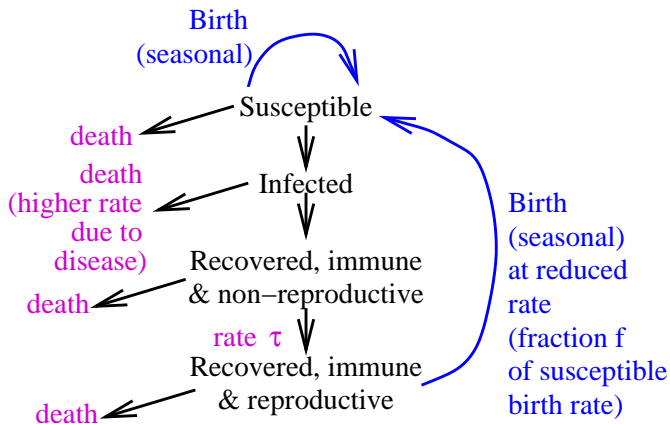 Birth
(seasonal)
Susceptible
death
death
(higher rate
due to
disease)
Infected
Recovered, immune
& non−reproductive
death
rate τ
Recovered, immune
& reproductive
death
Birth
(seasonal)
at reduced
rate
(fraction f
of susceptible
birth rate)